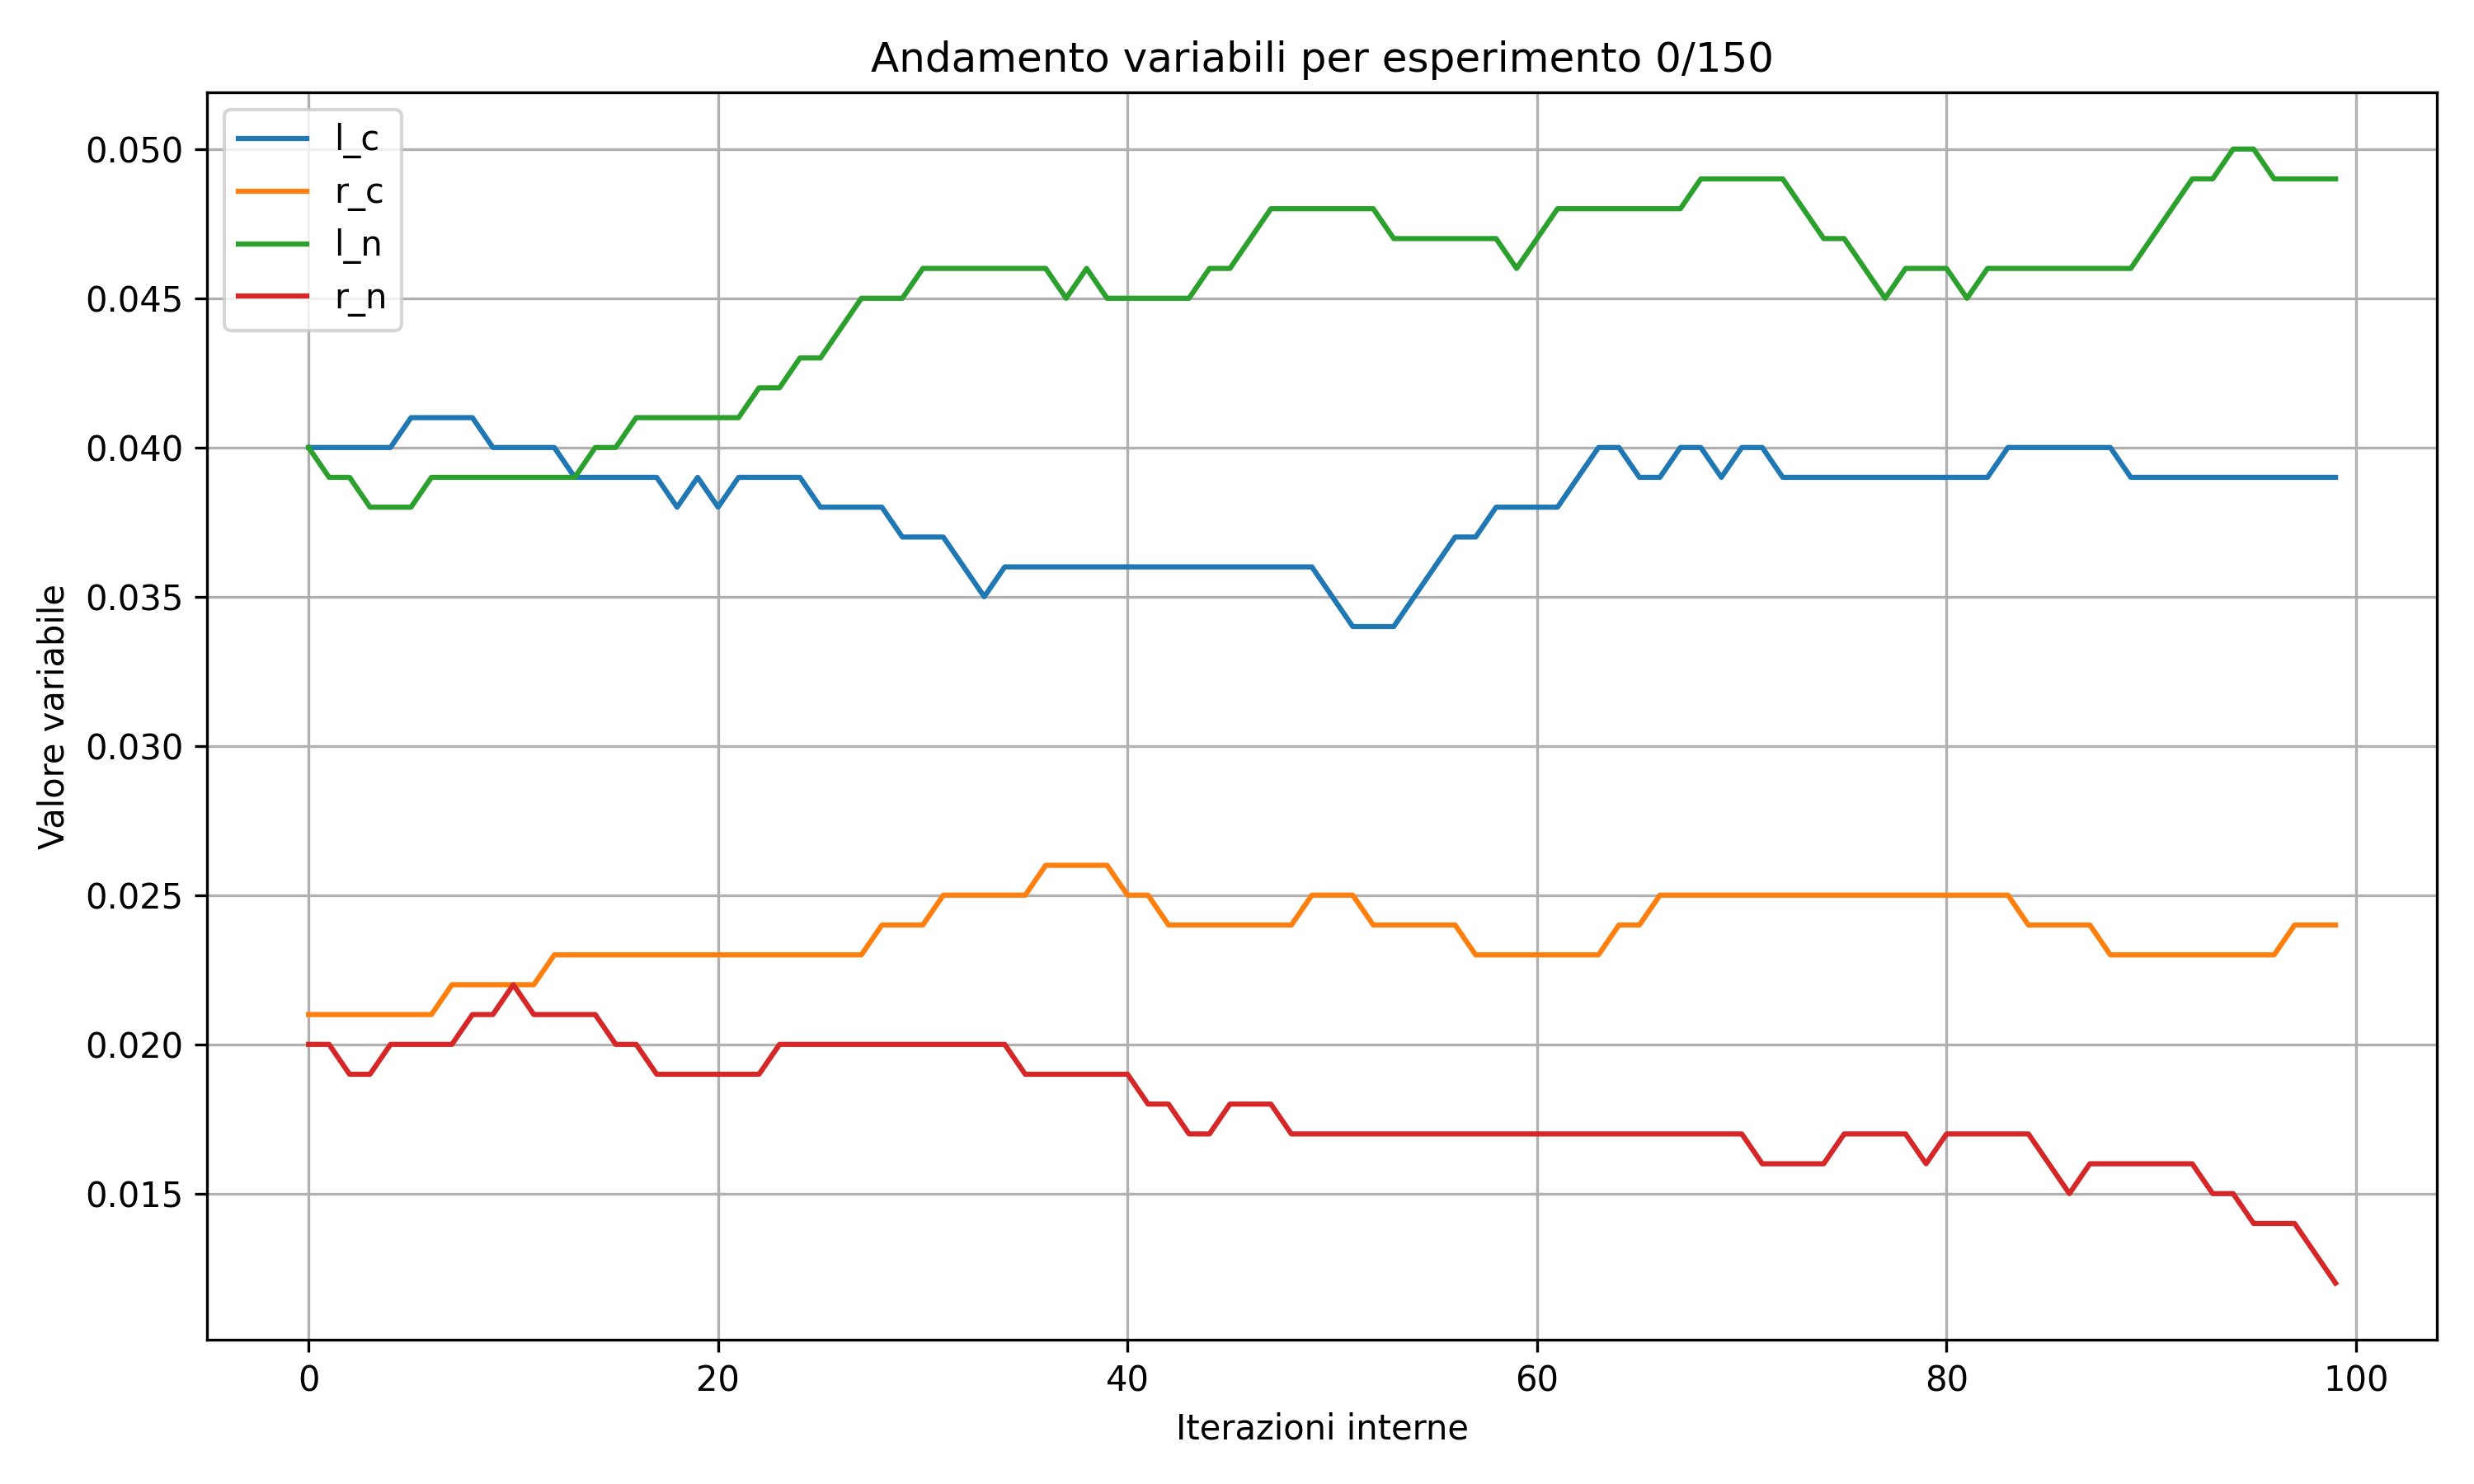 Andamento variabili per esperimento 0/150
l_c
r_c
l_n
r_n
0.050
0.045
0.040
0.035
0.030
0.025
0.020
0.015
Valore variabile
0 20 40 60 80 100
Iterazioni interne